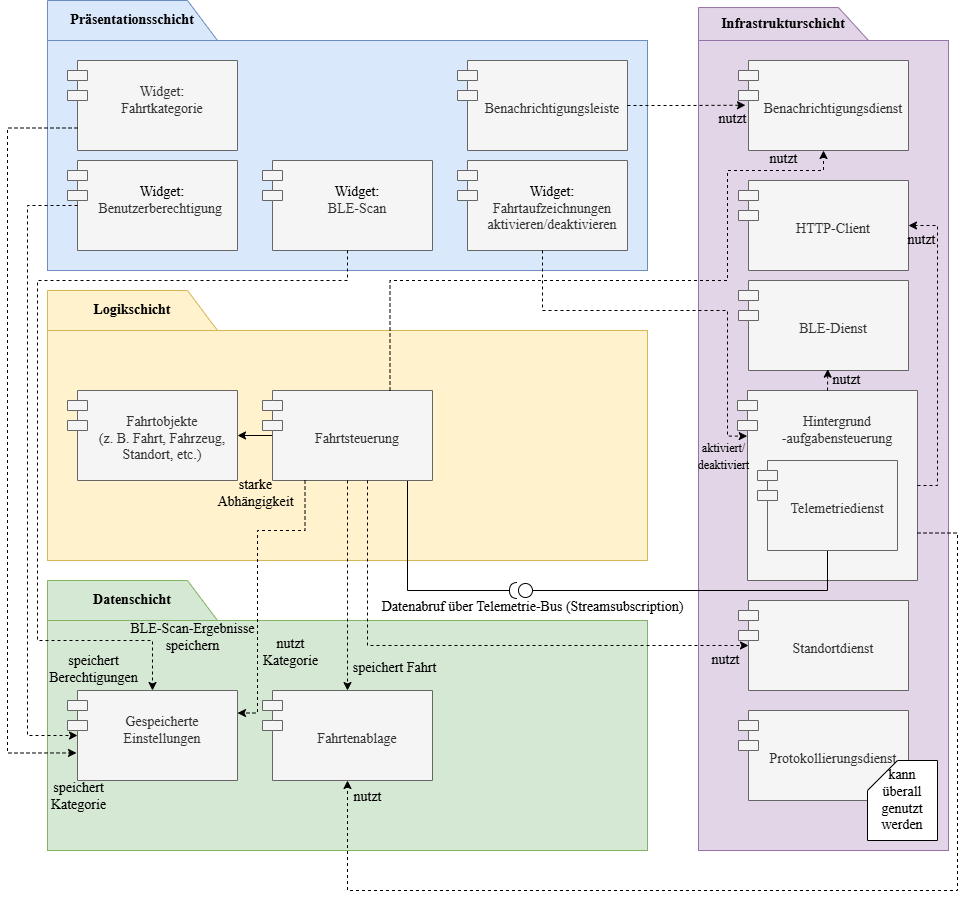 Präsentationsschicht
Widget:
Fahrtkategorie
Benachrichtigungsleiste
Widget:
Benutzerberechtigung
Widget:
BLE-Scan
Widget:
Fahrtaufzeichnungen
aktivieren/deaktivieren
Infrastrukturschicht
Benachrichtigungsdienst
nutzt
nutzt
HTTP-Client
nutzt
BLE-Dienst
nutzt
Hintergrund
-aufgabensteuerung
aktiviert/
deaktiviert
Telemetriedienst
Standortdienst
nutzt
Protokollierungsdienst
kann
überall
genutzt
werden
Logikschicht
Fahrtobjekte
(z. B. Fahrt, Fahrzeug,
Standort, etc.)
Fahrtsteuerung
starke
Abhängigkeit
Datenabruf über Telemetrie-Bus (Streamsubscription)
Datenschicht
BLE-Scan-Ergebnisse
speichern
speichert
Berechtigungen
nutzt
Kategorie
speichert Fahrt
Gespeicherte
Einstellungen
Fahrtenablage
speichert
Kategorie
nutzt